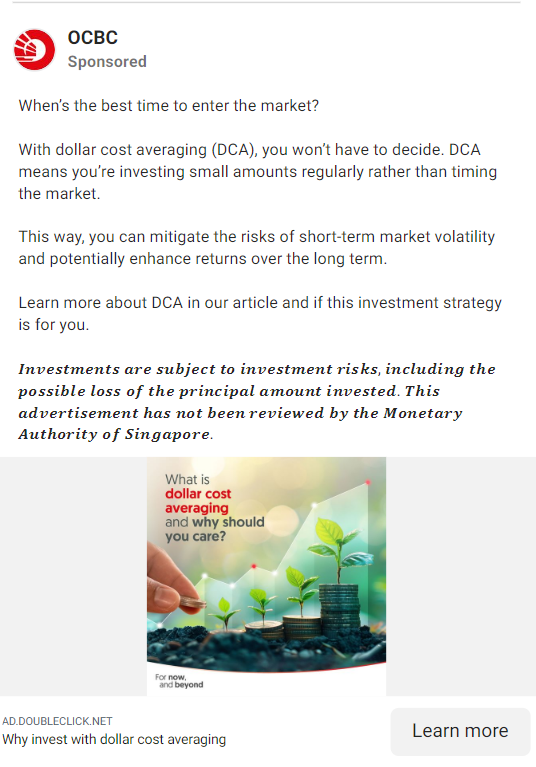 OCBC
Sponsored
When's the best time to enter the market?
With dollar cost averaging (DCA), you won't have to decide. DCA
means you're investing small amounts regularly rather than timing
the market.
This way, you can mitigate the risks of short-term market volatility
and potentially enhance returns over the long term.
Learn more about DCA in our article and if this investment strategy
is for you.
Investments are subject to investment risks, including the
possible loss of the principal amount invested. This
advertisement has not been reviewed by the Monetary
Authority of Singapore.
What is
dollar cost
averaging
and why should
you care?
For now,
and beyond
AD.DOUBLECLICK.NET
Why invest with dollar cost averaging
Learn more